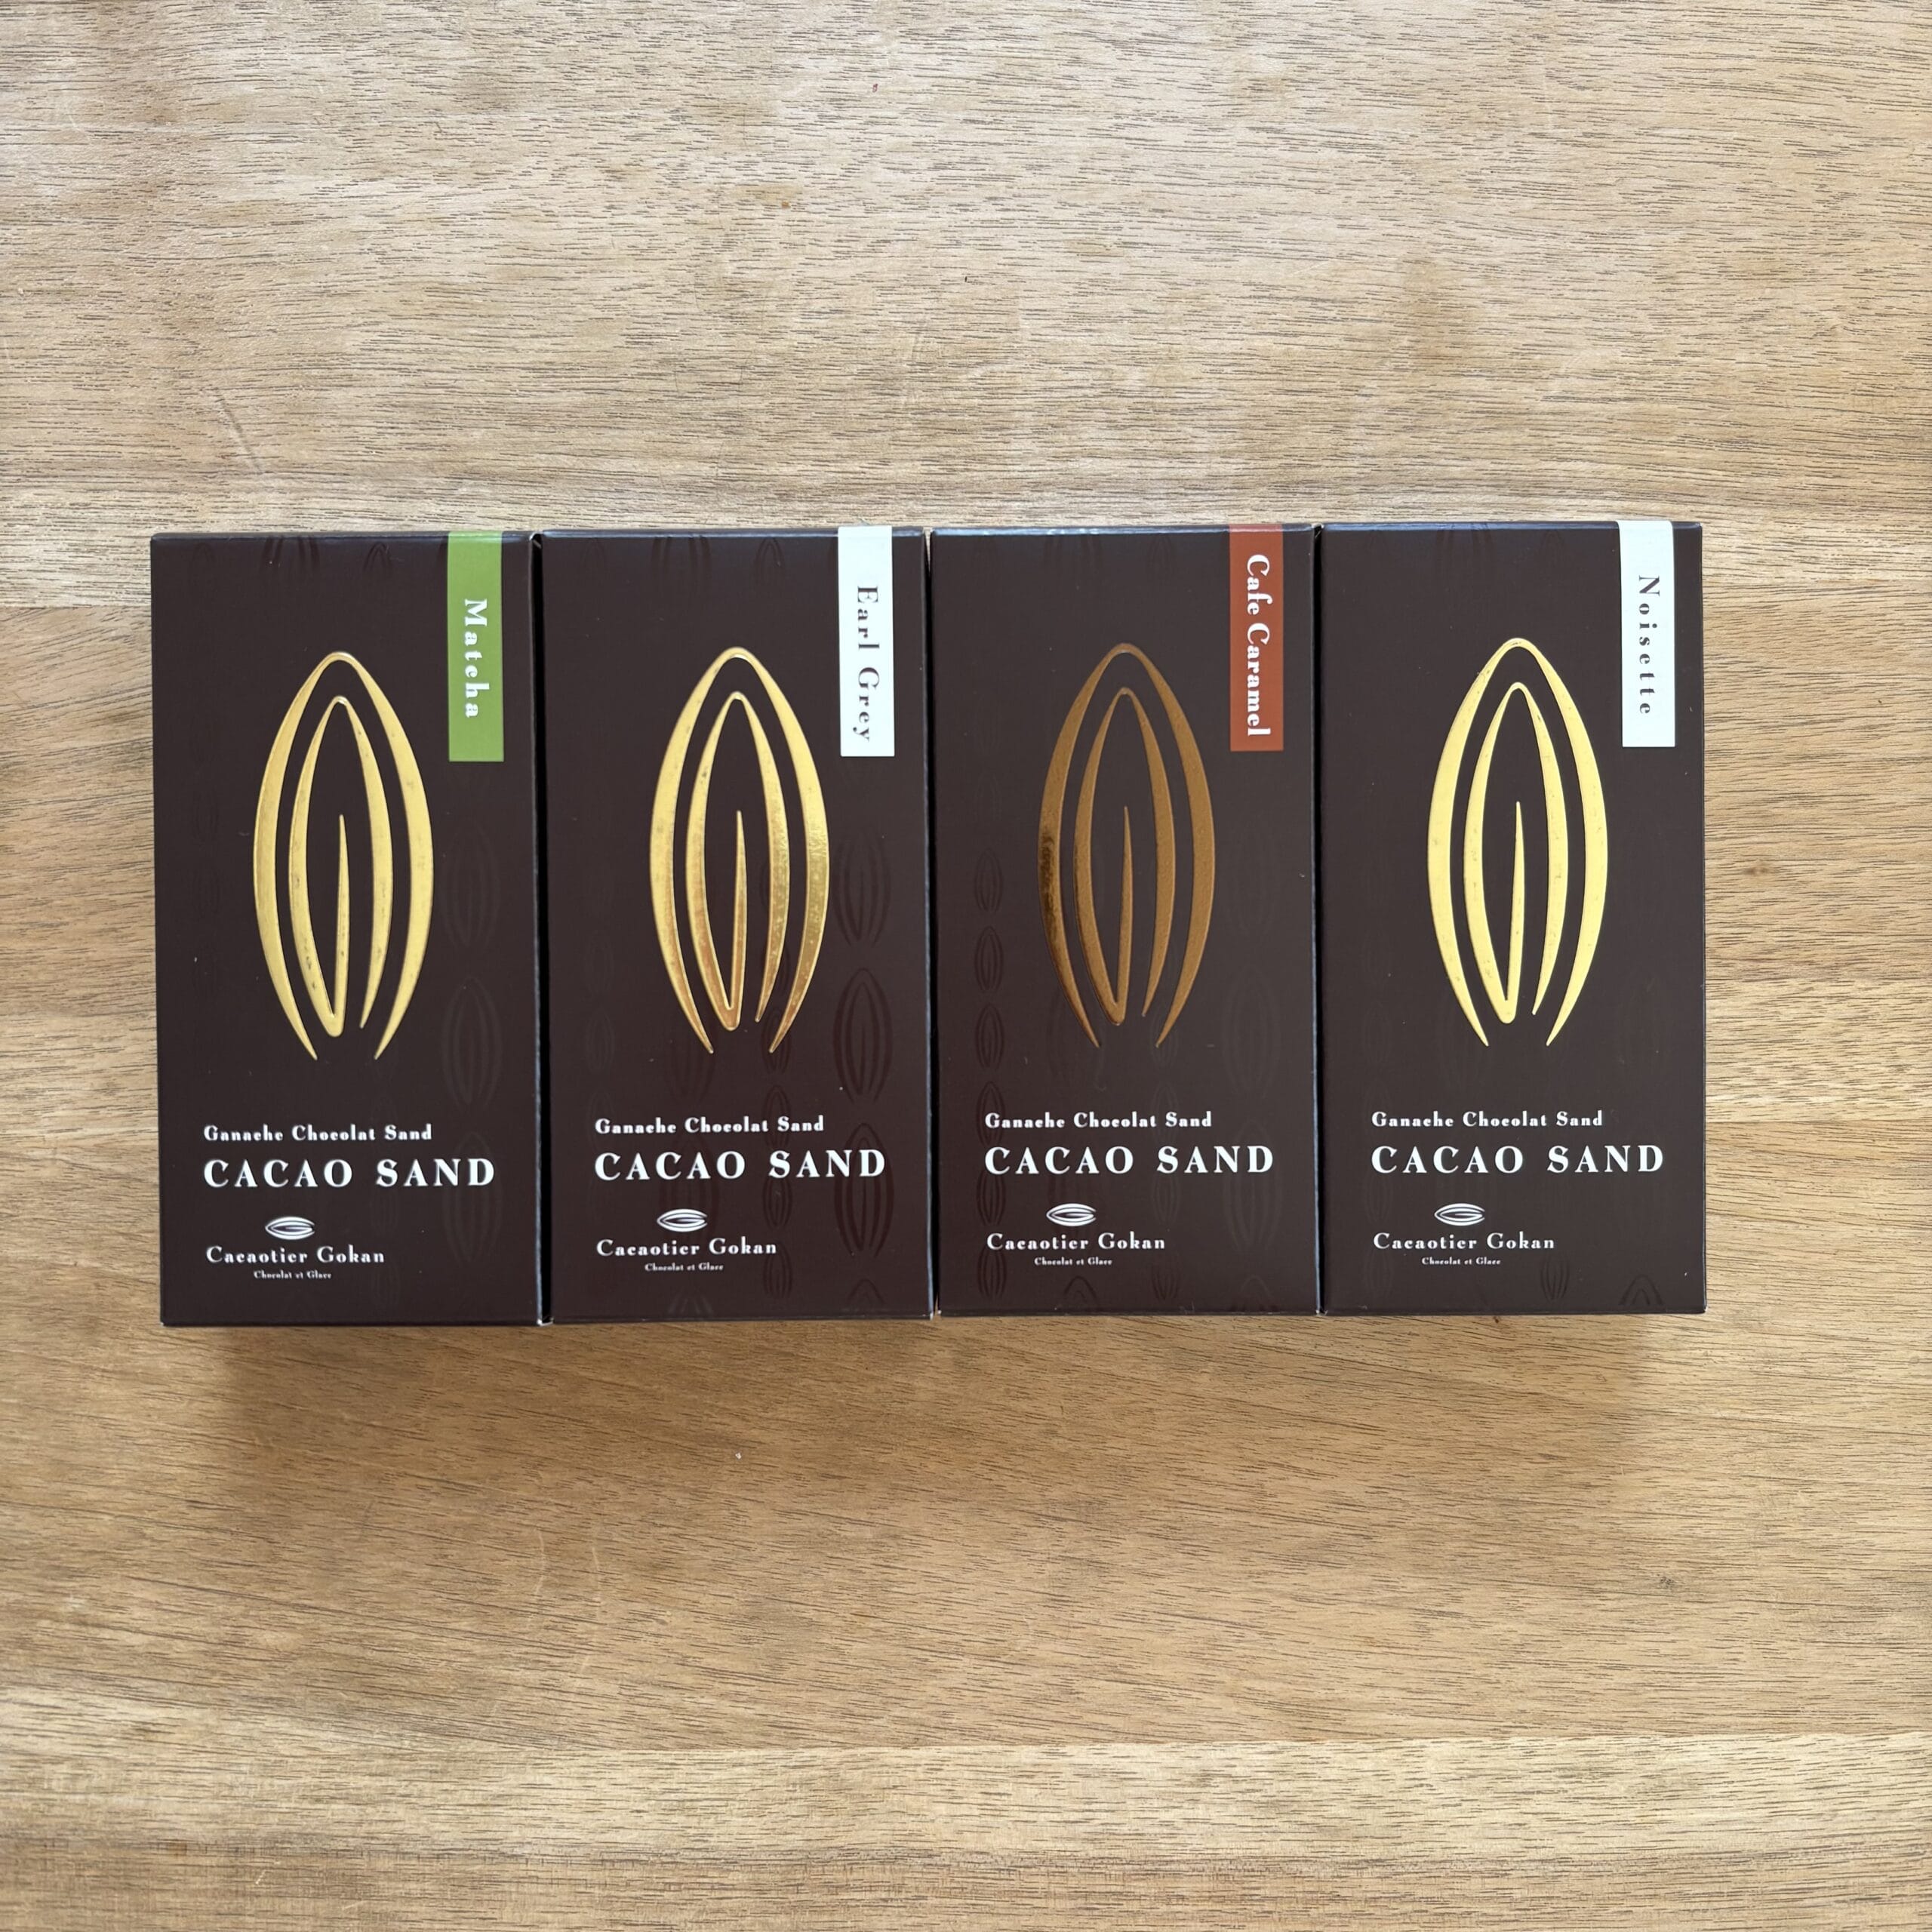 Matcha
Ganache Chocolat Sand
CACAO SAND
Cacaotier Gokan
Chocolat et Glace
Earl Grey
Ganache Chocolat Sand
CACAO SAND
Cacaotier Gokan
Chocolat et Glace
Cafe Caramel
Ganache Chocolat Sand
CACAO SAND
Cacaotier Gokan
Chocolat et Glace
Noisette
Ganache Chocolat Sand
CACAO SAND
Cacaotier Gokan
Chocolat et Glace